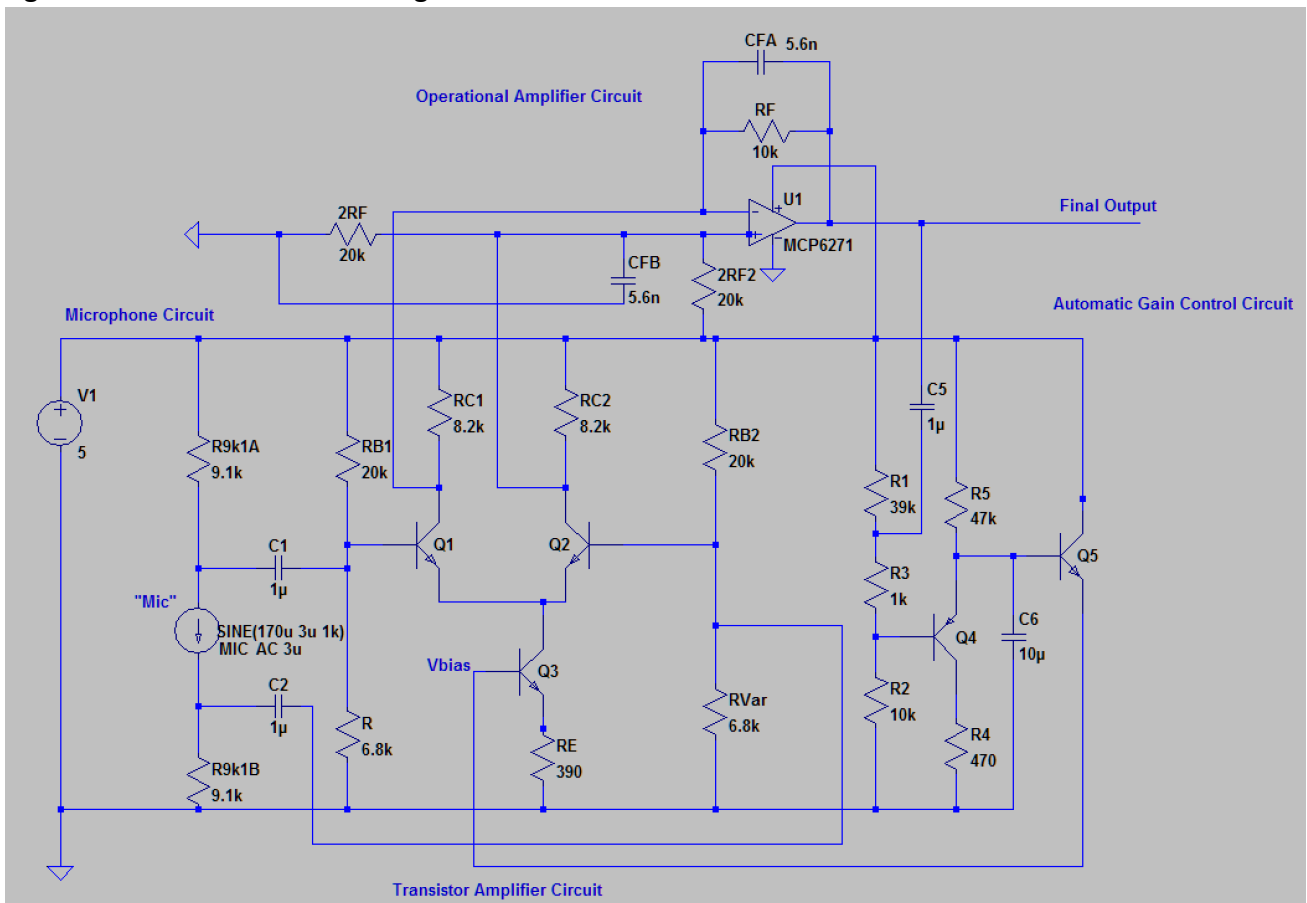 CFA 5.6n
Operational Amplifier Circuit
RF
10k
U1
2RF
Final Output
MCP6271
20k
CFB
2RF2
5.6n
20k
Microphone Circuit
Automatic Gain Control Circuit
V1
5
RC1
8.2k
RC2
8.2k
C5
1µ
R9k1A
9.1k
RB1
20k
RB2
20k
R1
39k
R5
47k
C1
1µ
Q1
Q2
Q5
"Mic"
R3
1k
SINE(170u 3u 1k)
MIC AC 3u
C6
10µ
Q4
Vbias
Q3
C2
1µ
R
6.8k
RVar
6.8k
R2
10k
RE
390
R4
470
R9k1B
9.1k
Transistor Amplifier Circuit